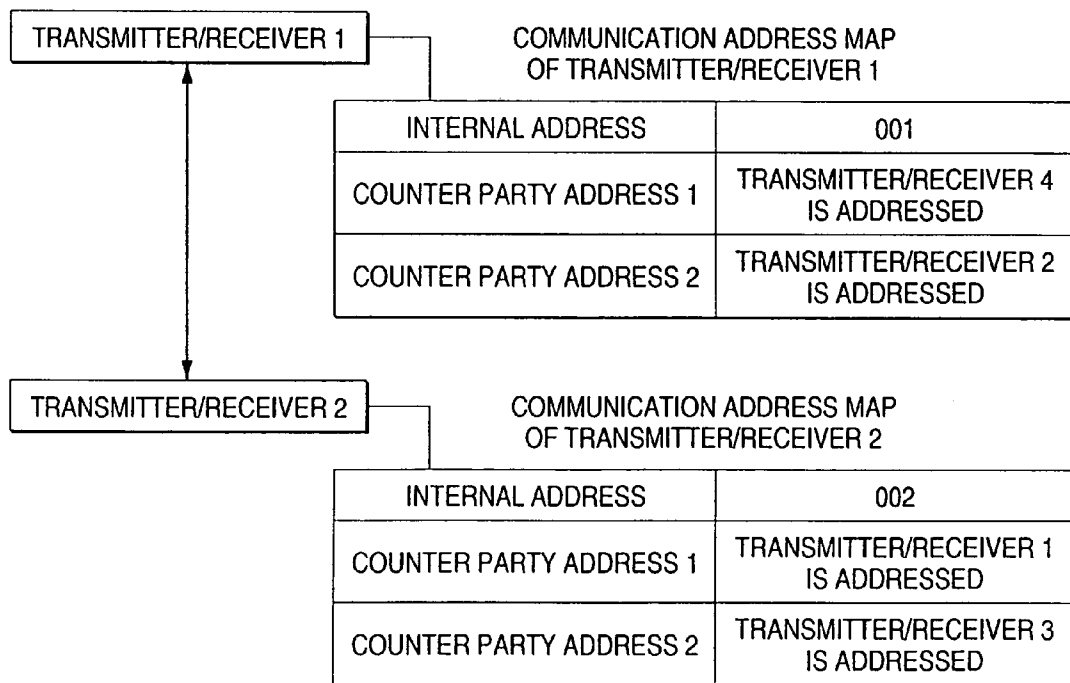 TRANSMITTER/RECEIVER 1
COMMUNICATION ADDRESS MAP
OF TRANSMITTER/RECEIVER 1
INTERNAL ADDRESS 001
COUNTER PARTY ADDRESS 1 TRANSMITTER/RECEIVER 4
IS ADDRESSED
COUNTER PARTY ADDRESS 2 TRANSMITTER/RECEIVER 2
IS ADDRESSED
TRANSMITTER/RECEIVER 2
COMMUNICATION ADDRESS MAP
OF TRANSMITTER/RECEIVER 2
INTERNAL ADDRESS 002
COUNTER PARTY ADDRESS 1 TRANSMITTER/RECEIVER 1
IS ADDRESSED
COUNTER PARTY ADDRESS 2 TRANSMITTER/RECEIVER 3
IS ADDRESSED